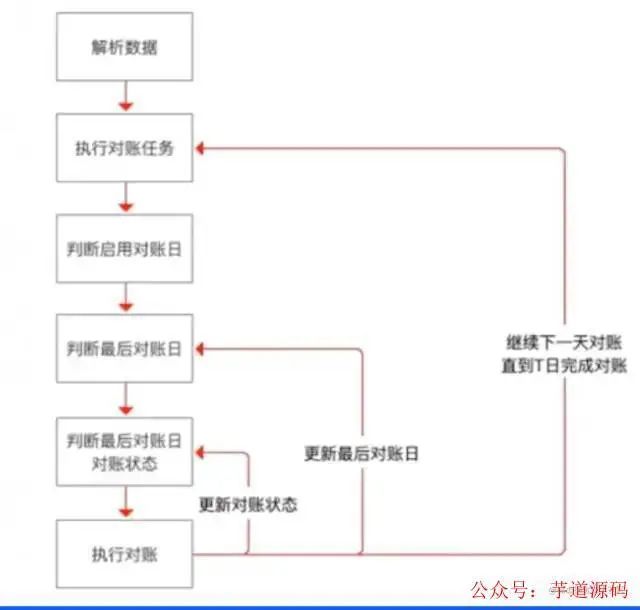 解析数据
执行对账任务
判断启用对账日
判断最后对账日
继续下一天对账
直到T日完成对账
判断最后对账日
对账状态
更新最后对账日
更新对账状态
执行对账
公众号：芋道源码